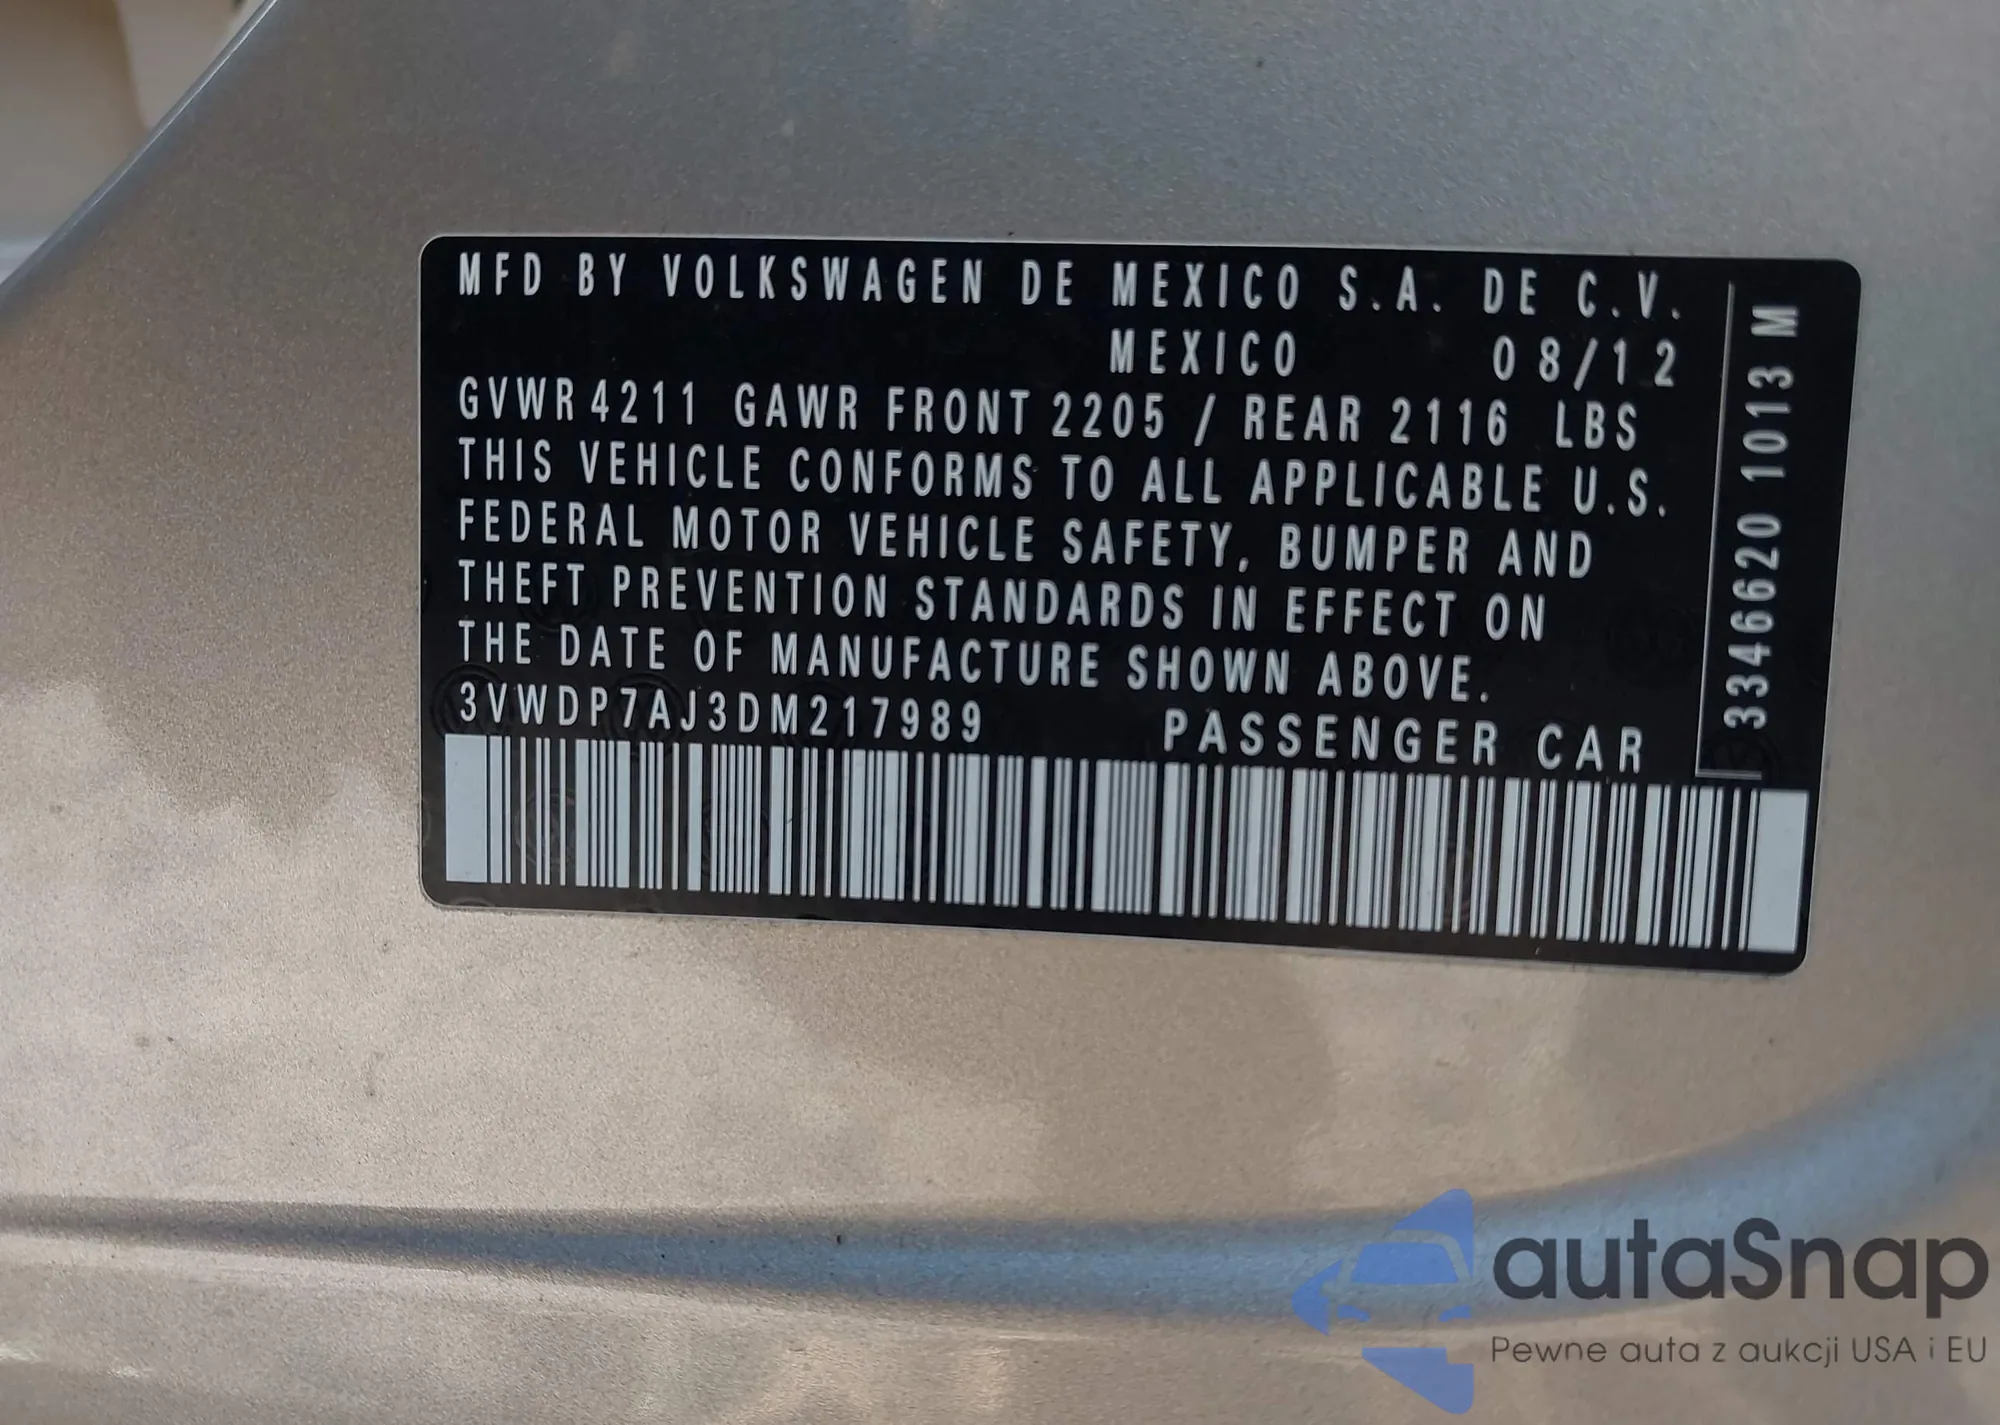 MFD BY VOLKSWAGEN DE MEXICO S.A. DE C.V.
MEXICO 08/12
GVWR 4211 GAWR FRONT 2205 / REAR 2116 LBS
THIS VEHICLE CONFORMS TO ALL APPLICABLE U.S.
FEDERAL MOTOR VEHICLE SAFETY, BUMPER AND
THEFT PREVENTION STANDARDS IN EFFECT ON
THE DATE OF MANUFACTURE SHOWN ABOVE.
3VWDP7AJ3DM217989 PASSENGER CAR
3346620 1013 M
autaSnap
Pewne auta z aukcji USA i EU